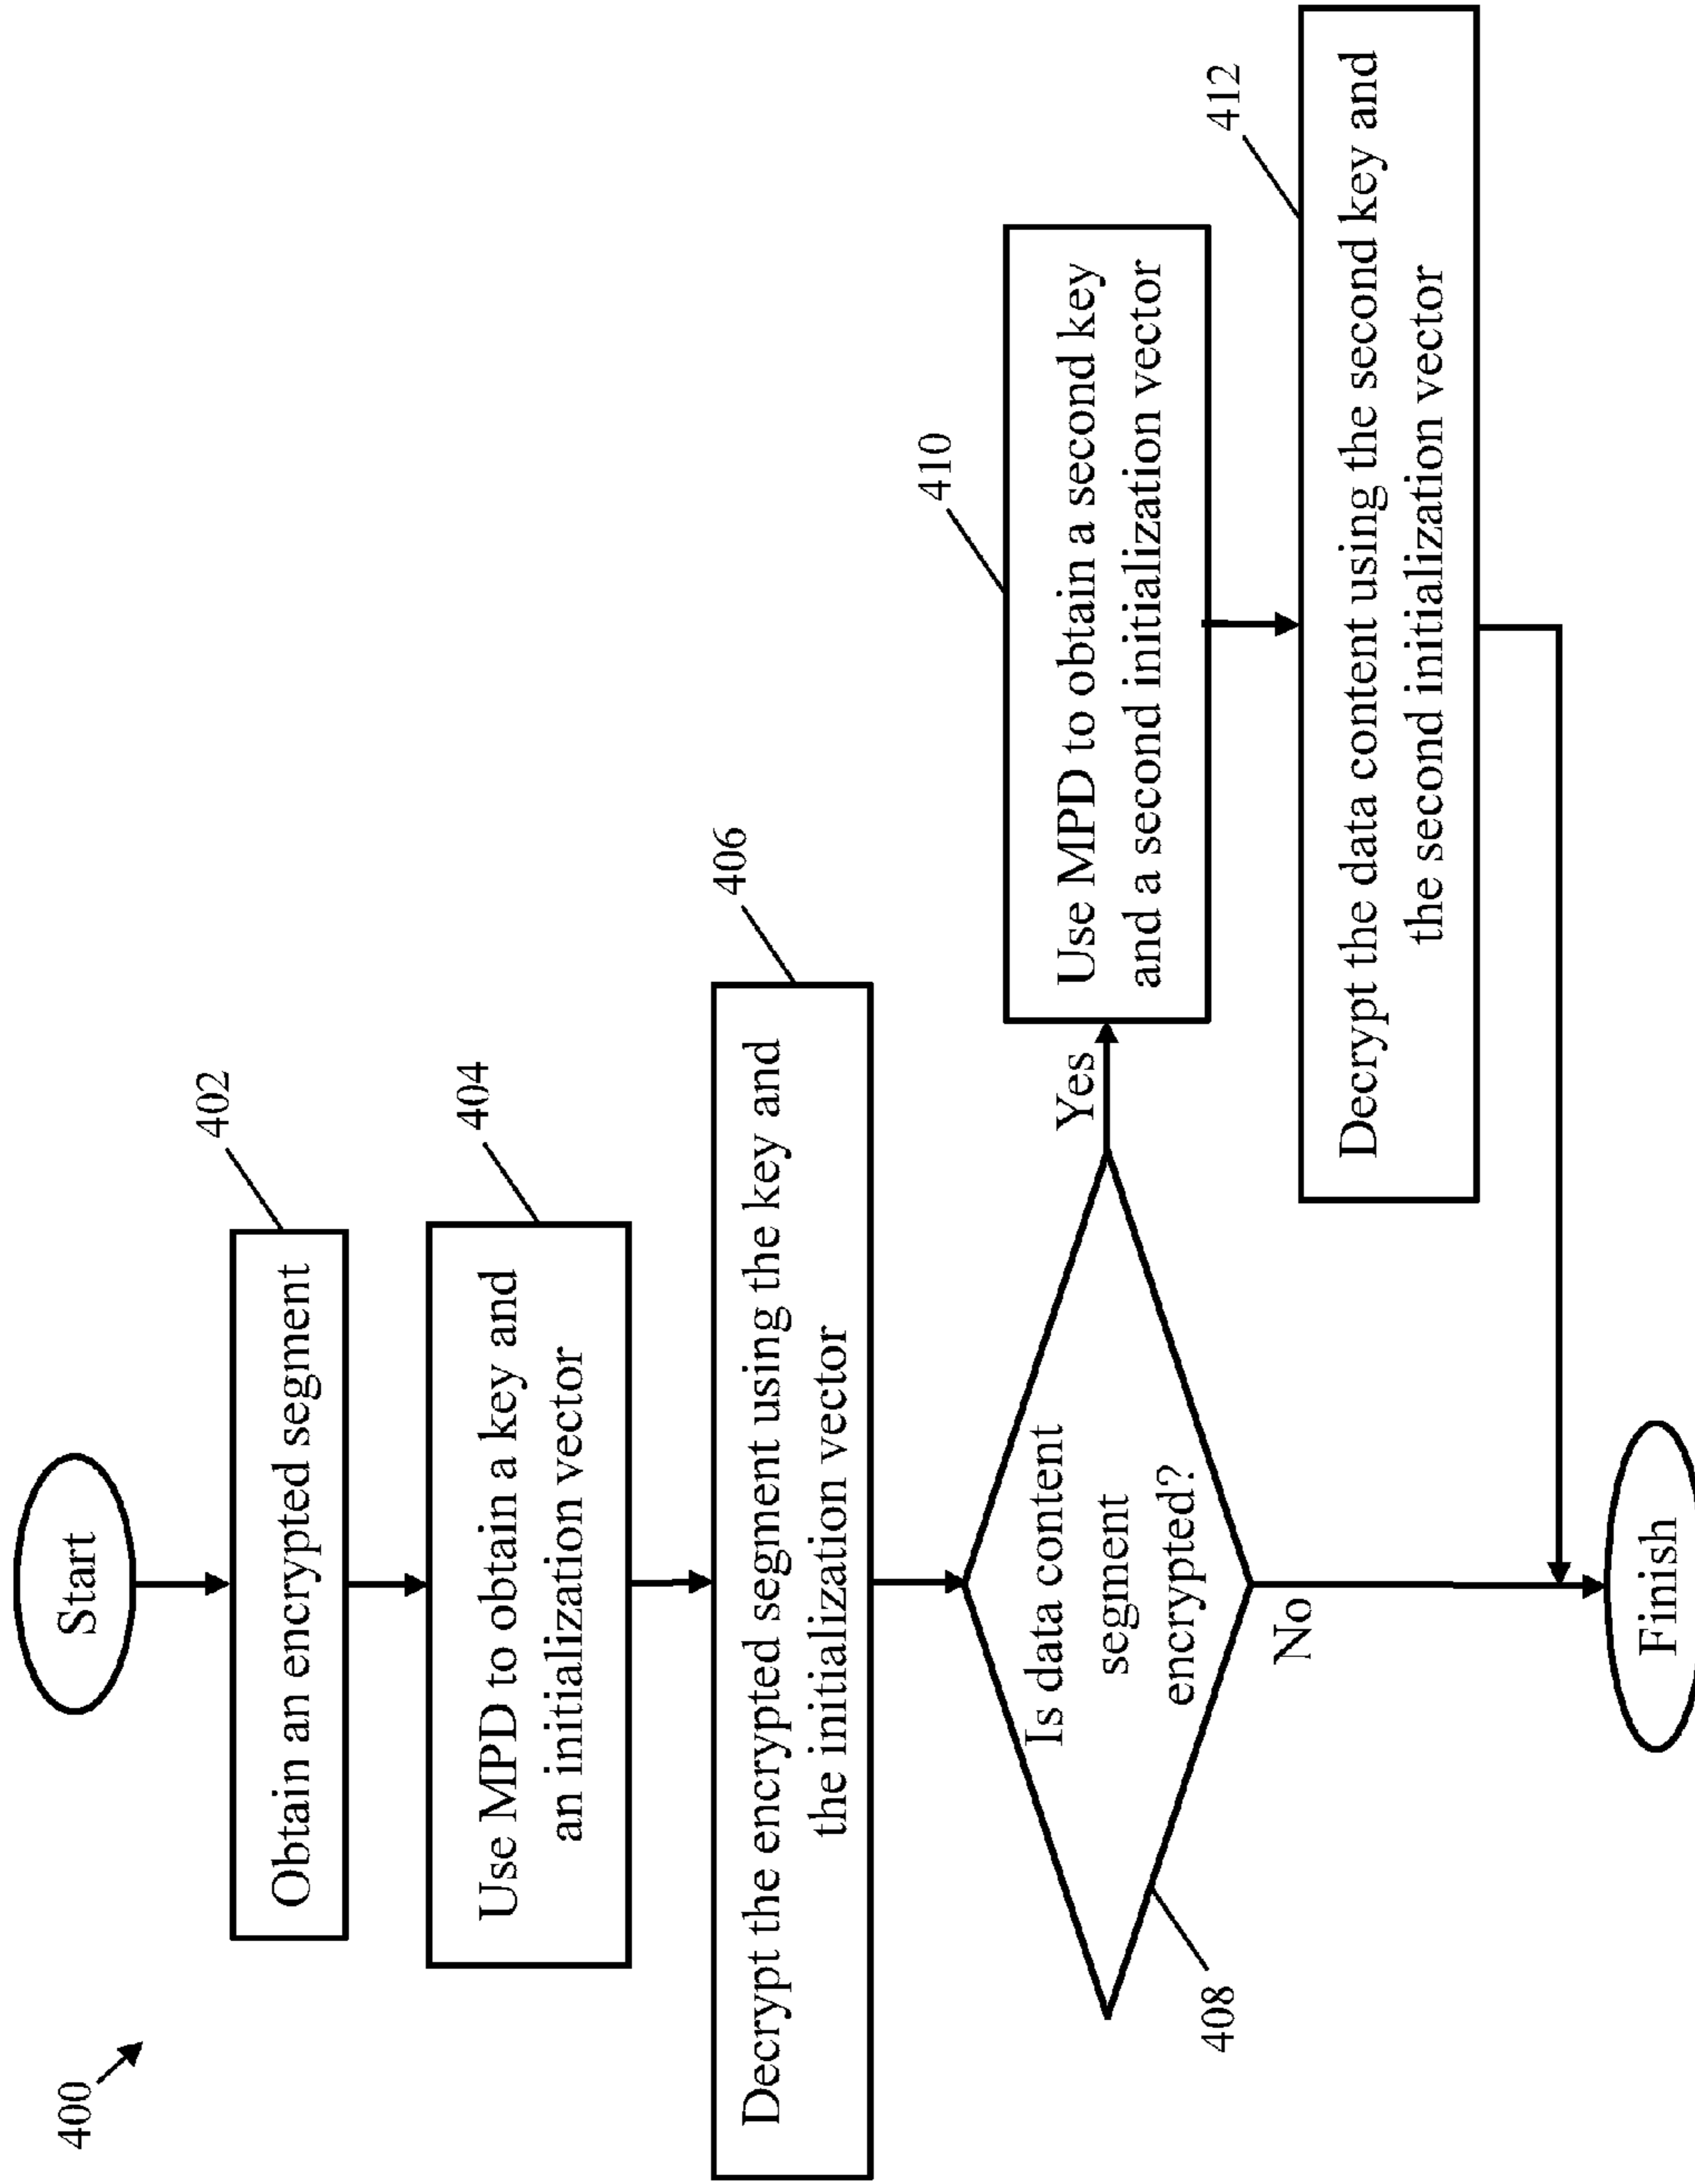 400
Start
402
Obtain an encrypted segment
404
Use MPD to obtain a key and
an initialization vector
406
Decrypt the encrypted segment using the key and
the initialization vector
408
Is data content
segment
encrypted?
Yes
No
410
Use MPD to obtain a second key
and a second initialization vector
412
Decrypt the data content using the second key and
the second initialization vector
Finish